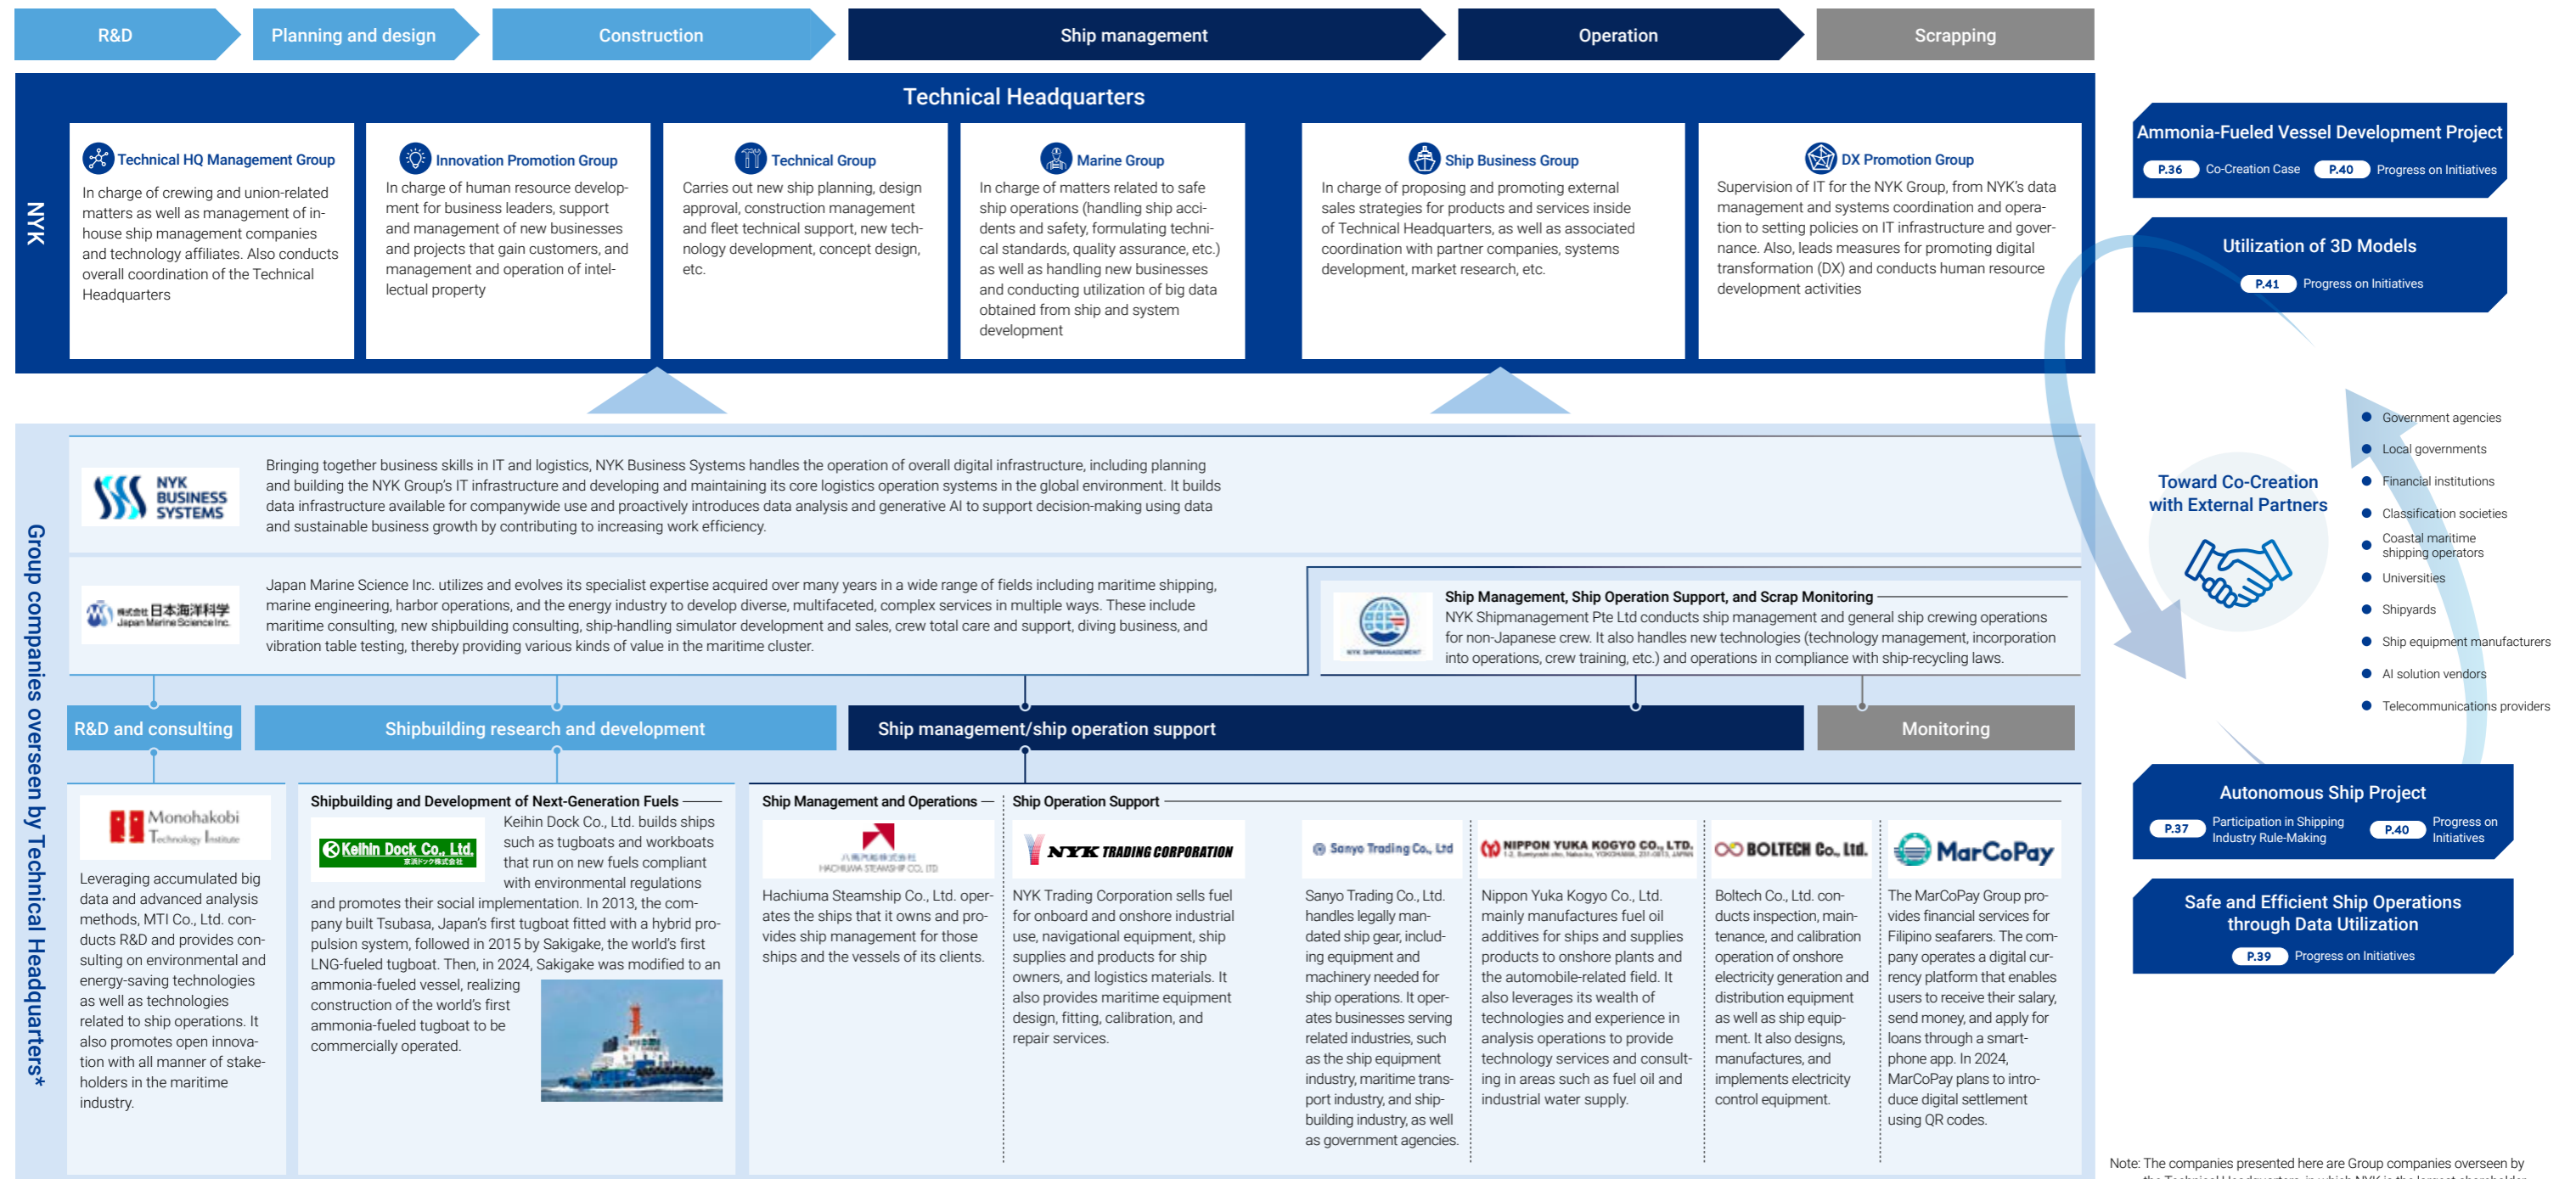 R&D
Planning and design
Construction
Ship management
Operation
Scrapping
NYK
Technical Headquarters
Technical HQ Management Group
In charge of crewing and union-related
matters as well as management of in-
house ship management companies
and technology affiliates. Also conducts
overall coordination of the Technical
Headquarters
Innovation Promotion Group
In charge of human resource develop-
ment for business leaders, support
and management of new businesses
and projects that gain customers, and
management and operation of intel-
lectual property
Technical Group
Carries out new ship planning, design
approval, construction management
and fleet technical support, new tech-
nology development, concept design,
etc.
Marine Group
In charge of matters related to safe
ship operations (handling ship acci-
dents and safety, formulating techni-
cal standards, quality assurance, etc.)
as well as handling new businesses
and conducting utilization of big data
obtained from ship and system
development
Ship Business Group
In charge of proposing and promoting external
sales strategies for products and services inside
of Technical Headquarters, as well as associated
coordination with partner companies, systems
development, market research, etc.
DX Promotion Group
Supervision of IT for the NYK Group, from NYK's data
management and systems coordination and opera-
tion to setting policies on IT infrastructure and gover-
nance. Also, leads measures for promoting digital
transformation (DX) and conducts human resource
development activities
Group companies overseen by Technical Headquarters*
NYK
BUSINESS
SYSTEMS
Bringing together business skills in IT and logistics, NYK Business Systems handles the operation of overall digital infrastructure, including planning
and building the NYK Group's IT infrastructure and developing and maintaining its core logistics operation systems in the global environment. It builds
data infrastructure available for companywide use and proactively introduces data analysis and generative AI to support decision-making using data
and sustainable business growth by contributing to increasing work efficiency.
株式会社 日本海洋科学
Japan Marine Science Inc.
Japan Marine Science Inc. utilizes and evolves its specialist expertise acquired over many years in a wide range of fields including maritime shipping,
marine engineering, harbor operations, and the energy industry to develop diverse, multifaceted, complex services in multiple ways. These include
maritime consulting, new shipbuilding consulting, ship-handling simulator development and sales, crew total care and support, diving business, and
vibration table testing, thereby providing various kinds of value in the maritime cluster.
NYK SHIPMANAGEMENT
Ship Management, Ship Operation Support, and Scrap Monitoring
NYK Shipmanagement Pte Ltd conducts ship management and general ship crewing operations
for non-Japanese crew. It also handles new technologies (technology management, incorporation
into operations, crew training, etc.) and operations in compliance with ship-recycling laws.
R&D and consulting
Shipbuilding research and development
Ship management/ship operation support
Monitoring
Monohakobi
Technology Institute
Leveraging accumulated big
data and advanced analysis
methods, MTI Co., Ltd. con-
ducts R&D and provides con-
sulting on environmental and
energy-saving technologies
as well as technologies
related to ship operations. It
also promotes open innova-
tion with all manner of stake-
holders in the maritime
industry.
Shipbuilding and Development of Next-Generation Fuels
Keihin Dock Co., Ltd.
京浜ドック株式会社
Keihin Dock Co., Ltd. builds ships
such as tugboats and workboats
that run on new fuels compliant
with environmental regulations
and promotes their social implementation. In 2013, the com-
pany built Tsubasa, Japan's first tugboat fitted with a hybrid pro-
pulsion system, followed in 2015 by Sakigake, the world's first
LNG-fueled tugboat. Then, in 2024, Sakigake was modified to an
ammonia-fueled vessel, realizing
construction of the world's first
ammonia-fueled tugboat to be
commercially operated.
Ship Management and Operations
八馬汽船株式会社
HACHIUMA STEAMSHIP CO., LTD.
Hachiuma Steamship Co., Ltd. oper-
ates the ships that it owns and pro-
vides ship management for those
ships and the vessels of its clients.
Ship Operation Support
NYK TRADING CORPORATION
NYK Trading Corporation sells fuel
for onboard and onshore industrial
use, navigational equipment, ship
supplies and products for ship
owners, and logistics materials. It
also provides maritime equipment
design, fitting, calibration, and
repair services.
Sanyo Trading Co., Ltd
Sanyo Trading Co., Ltd.
handles legally man-
dated ship gear, includ-
ing equipment and
machinery needed for
ship operations. It oper-
ates businesses serving
related industries, such
as the ship equipment
industry, maritime trans-
port industry, and ship-
building industry, as well
as government agencies.
NIPPON YUKA KOGYO CO., LTD.
Nippon Yuka Kogyo Co., Ltd.
mainly manufactures fuel oil
additives for ships and supplies
products to onshore plants and
the automobile-related field. It
also leverages its wealth of
technologies and experience in
analysis operations to provide
technology services and consult-
ing in areas such as fuel oil and
industrial water supply.
BOLTECH Co., Ltd.
Boltech Co., Ltd. con-
ducts inspection, main-
tenance, and calibration
operation of onshore
electricity generation and
distribution equipment
as well as ship equip-
ment. It also designs,
manufactures, and
implements electricity
control equipment.
MarCoPay
The MarCoPay Group pro-
vides financial services for
Filipino seafarers. The com-
pany operates a digital cur-
rency platform that enables
users to receive their salary,
send money, and apply for
loans through a smart-
phone app. In 2024,
MarCoPay plans to intro-
duce digital settlement
using QR codes.
Ammonia-Fueled Vessel Development Project
P.36 Co-Creation Case P.40 Progress on Initiatives
Utilization of 3D Models
P.41 Progress on Initiatives
Toward Co-Creation
with External Partners
Government agencies
Local governments
Financial institutions
Classification societies
Coastal maritime
shipping operators
Universities
Shipyards
Ship equipment manufacturers
AI solution vendors
Telecommunications providers
Autonomous Ship Project
P.37 Participation in Shipping
Industry Rule-Making
P.40 Progress on
Initiatives
Safe and Efficient Ship Operations
through Data Utilization
P.39 Progress on Initiatives
Note: The companies presented here are Group companies overseen by
the Technical Headquarters, in which NYK is the largest shareholder